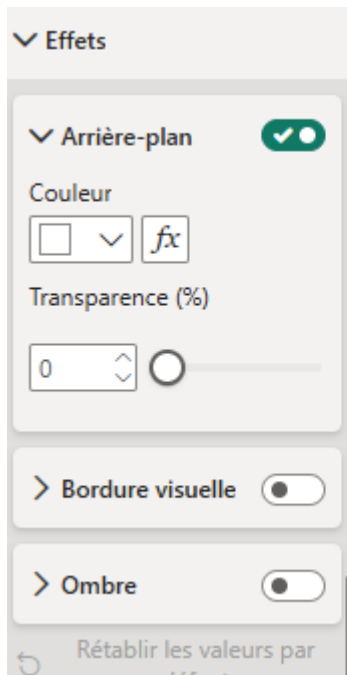 Effets
Arrière-plan
Couleur
fx
Transparence (%)
0
Bordure visuelle
Ombre
Rétablir les valeurs par